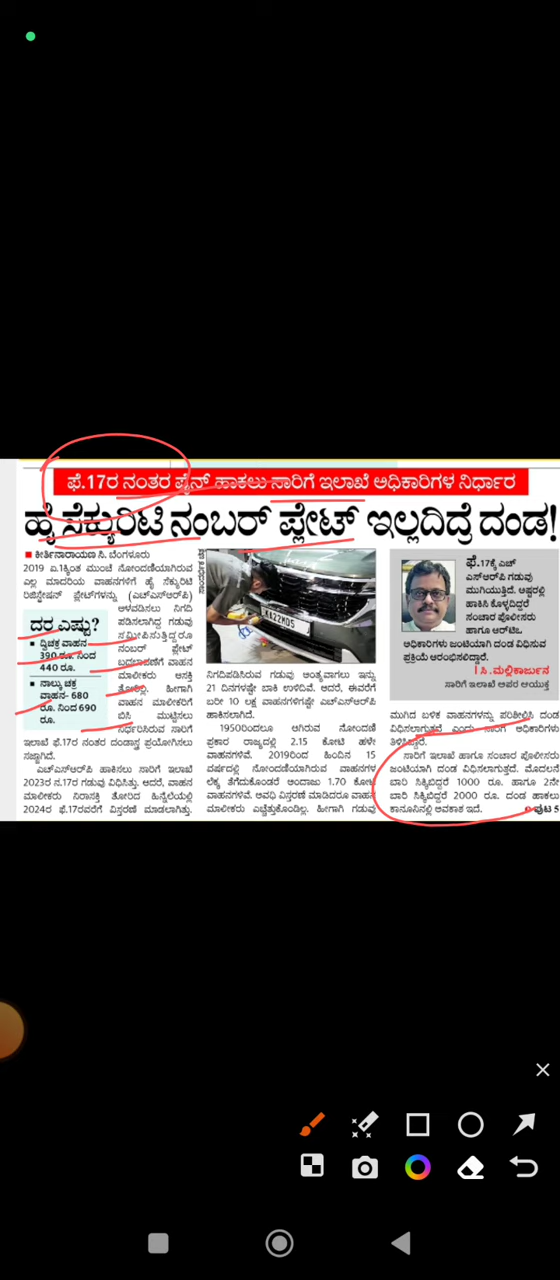 ಫೆ.17ರ ನಂತರ ಫೈನ್ ಹಾಕಲು ಸಾರಿಗೆ ಇಲಾಖೆ ಅಧಿಕಾರಿಗಳ ನಿರ್ಧಾರ
ಹೈ ಸೆಕ್ಯುರಿಟಿ ನಂಬರ್ ಪ್ಲೇಟ್ ಇಲ್ಲದಿದ್ರೆ ದಂಡ!
ಕೀರ್ತಿನಾರಾಯಣ ಸಿ. ಬೆಂಗಳೂರು
2019 ಏ.1ಕ್ಕಿಂತ ಮುಂಚೆ ನೋಂದಣಿಯಾಗಿರುವ
ಎಲ್ಲ ಮಾದರಿಯ ವಾಹನಗಳಿಗೆ ಹೈ ಸೆಕ್ಯುರಿಟಿ
ರಿಜಿಸ್ಟ್ರೇಷನ್ ಪ್ಲೇಟ್‌ಗಳನ್ನು (ಎಚ್‌ಎಸ್‌ಆರ್‌ಪಿ)
ಅಳವಡಿಸಲು ನಿಗದಿ
ಪಡಿಸಲಾಗಿದ್ದ ಗಡುವು
ಸಮೀಪಿಸುತ್ತಿದ್ದರೂ
ನಂಬರ್ ಪ್ಲೇಟ್
ಬದಲಾವಣೆಗೆ ವಾಹನ
ಮಾಲೀಕರು ಆಸಕ್ತಿ
ತೋರಿಲ್ಲ. ಹೀಗಾಗಿ
ವಾಹನ ಮಾಲೀಕರಿಗೆ
ಬಿಸಿ ಮುಟ್ಟಿಸಲು
ನಿರ್ಧರಿಸಿರುವ ಸಾರಿಗೆ
ಇಲಾಖೆ ಫೆ.17ರ ನಂತರ ದಂಡಾಸ್ತ್ರ ಪ್ರಯೋಗಿಸಲು
ಸಜ್ಜಾಗಿದೆ.
ಎಚ್‌ಎಸ್‌ಆರ್‌ಪಿ ಹಾಕಿಸಲು ಸಾರಿಗೆ ಇಲಾಖೆ
2023ರ ನ.17ರ ಗಡುವು ವಿಧಿಸಿತ್ತು. ಆದರೆ, ವಾಹನ
ಮಾಲೀಕರು ನಿರಾಸಕ್ತಿ ತೋರಿದ ಹಿನ್ನೆಲೆಯಲ್ಲಿ
2024ರ ಫೆ.17ರವರೆಗೆ ವಿಸ್ತರಣೆ ಮಾಡಲಾಗಿತ್ತು.
ದರ ಎಷ್ಟು?
ದ್ವಿಚಕ್ರ ವಾಹನ-
390 ರೂ. ನಿಂದ
440 ರೂ.
ನಾಲ್ಕು ಚಕ್ರ
ವಾಹನ- 680
ರೂ. ನಿಂದ 690
ರೂ.
KA22MD5
ನಿಗದಿಪಡಿಸಿರುವ ಗಡುವು ಅಂತ್ಯವಾಗಲು ಇನ್ನು
21 ದಿನಗಳಷ್ಟೇ ಬಾಕಿ ಉಳಿದಿವೆ. ಆದರೆ, ಈವರೆಗೆ
ಬರೀ 10 ಲಕ್ಷ ವಾಹನಗಳಿಗಷ್ಟೇ ಎಚ್‌ಎಸ್‌ಆರ್‌ಪಿ
ಹಾಕಿಸಲಾಗಿದೆ.
1950ರಿಂದಲೂ ಆಗಿರುವ ನೋಂದಣಿ
ಪ್ರಕಾರ ರಾಜ್ಯದಲ್ಲಿ 2.15 ಕೋಟಿ ಹಳೇ
ವಾಹನಗಳಿವೆ. 2019ರಿಂದ ಹಿಂದಿನ 15
ವರ್ಷದಲ್ಲಿ ನೋಂದಣಿಯಾಗಿರುವ ವಾಹನಗಳ
ಲೆಕ್ಕ ತೆಗೆದುಕೊಂಡರೆ ಅಂದಾಜು 1.70 ಕೋಟಿ
ವಾಹನಗಳಿವೆ. ಅವಧಿ ವಿಸ್ತರಣೆ ಮಾಡಿದರೂ ವಾಹನ
ಮಾಲೀಕರು ಎಚ್ಚೆತ್ತುಕೊಂಡಿಲ್ಲ. ಹೀಗಾಗಿ ಗಡುವು
ಫೆ.17ಕ್ಕೆ ಎಚ್
ಎಸ್‌ಆರ್‌ಪಿ ಗಡುವು
ಮುಗಿಯುತ್ತಿದೆ. ಅಷ್ಟರಲ್ಲಿ
ಹಾಕಿಸಿ ಕೊಳ್ಳದಿದ್ದರೆ
ಸಂಚಾರ ಪೊಲೀಸರು
ಹಾಗೂ ಆರ್‌ಟಿಒ
ಅಧಿಕಾರಿಗಳು ಜಂಟಿಯಾಗಿ ದಂಡ ವಿಧಿಸುವ
ಪ್ರಕ್ರಿಯೆ ಆರಂಭಿಸಲಿದ್ದಾರೆ.
| ಸಿ. ಮಲ್ಲಿಕಾರ್ಜುನ
ಸಾರಿಗೆ ಇಲಾಖೆ ಅಪರ ಆಯುಕ್ತ
ಮುಗಿದ ಬಳಿಕ ವಾಹನಗಳನ್ನು ಪರಿಶೀಲಿಸಿ ದಂಡ
ವಿಧಿಸಲಾಗುತ್ತದೆ ಎಂದು ಸಾರಿಗೆ ಅಧಿಕಾರಿಗಳು
ತಿಳಿಸಿದ್ದಾರೆ.
ಸಾರಿಗೆ ಇಲಾಖೆ ಹಾಗೂ ಸಂಚಾರ ಪೊಲೀಸರು
ಜಂಟಿಯಾಗಿ ದಂಡ ವಿಧಿಸಲಾಗುತ್ತದೆ. ಮೊದಲನೆ
ಬಾರಿ ಸಿಕ್ಕಿಬಿದ್ದರೆ 1000 ರೂ. ಹಾಗೂ 2ನೇ
ಬಾರಿ ಸಿಕ್ಕಿಬಿದ್ದರೆ 2000 ರೂ. ದಂಡ ಹಾಕಲು
ಕಾನೂನಿನಲ್ಲಿ ಅವಕಾಶ ಇದೆ.
ಪುಟ 5